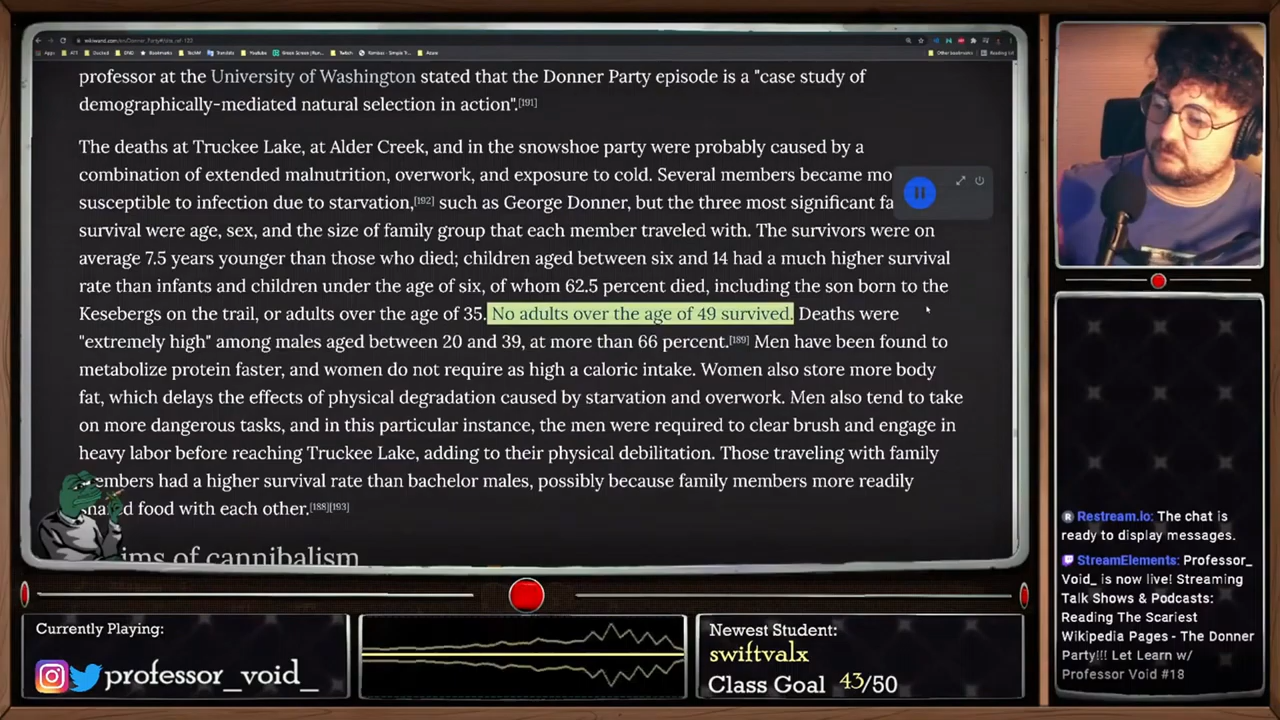 professor at the University of Washington stated that the Donner Party episode is a "case study of
demographically-mediated natural selection in action".[191]
The deaths at Truckee Lake, at Alder Creek, and in the snowshoe party were probably caused by a
combination of extended malnutrition, overwork, and exposure to cold. Several members became mo
susceptible to infection due to starvation,[192] such as George Donner, but the three most significant fa
survival were age, sex, and the size of family group that each member traveled with. The survivors were on
average 7.5 years younger than those who died; children aged between six and 14 had a much higher survival
rate than infants and children under the age of six, of whom 62.5 percent died, including the son born to the
Kesebergs on the trail, or adults over the age of 35. No adults over the age of 49 survived. Deaths were
"extremely high" among males aged between 20 and 39, at more than 66 percent.[189] Men have been found to
metabolize protein faster, and women do not require as high a caloric intake. Women also store more body
fat, which delays the effects of physical degradation caused by starvation and overwork. Men also tend to take
on more dangerous tasks, and in this particular instance, the men were required to clear brush and engage in
heavy labor before reaching Truckee Lake, adding to their physical debilitation. Those traveling with family
embers had a higher survival rate than bachelor males, possibly because family members more readily
shared food with each other.[188][193]
ims of cannibalism
Restream.io: The chat is
ready to display messages.
StreamElements: Professor_
Void_ is now live! Streaming
Talk Shows & Podcasts:
Reading The Scariest
Wikipedia Pages - The Donner
Party!!! Let Learn w/
Professor Void #18
Currently Playing:
professor_void_
Newest Student:
swiftvalx
Class Goal 43/50